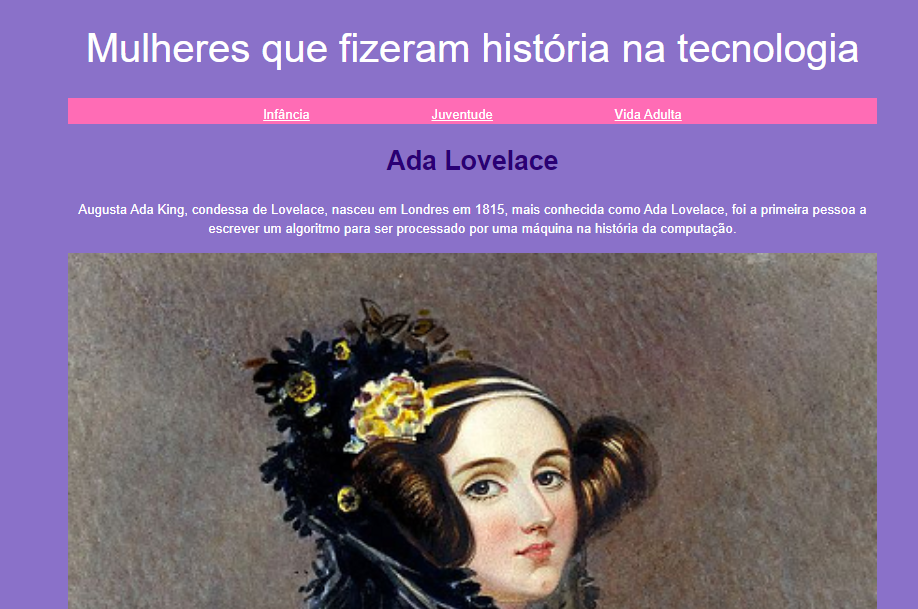 Mulheres que fizeram história na tecnologia
Infância Juventude Vida Adulta
Ada Lovelace
Augusta Ada King, condessa de Lovelace, nasceu em Londres em 1815, mais conhecida como Ada Lovelace, foi a primeira pessoa a
escrever um algoritmo para ser processado por uma máquina na história da computação.